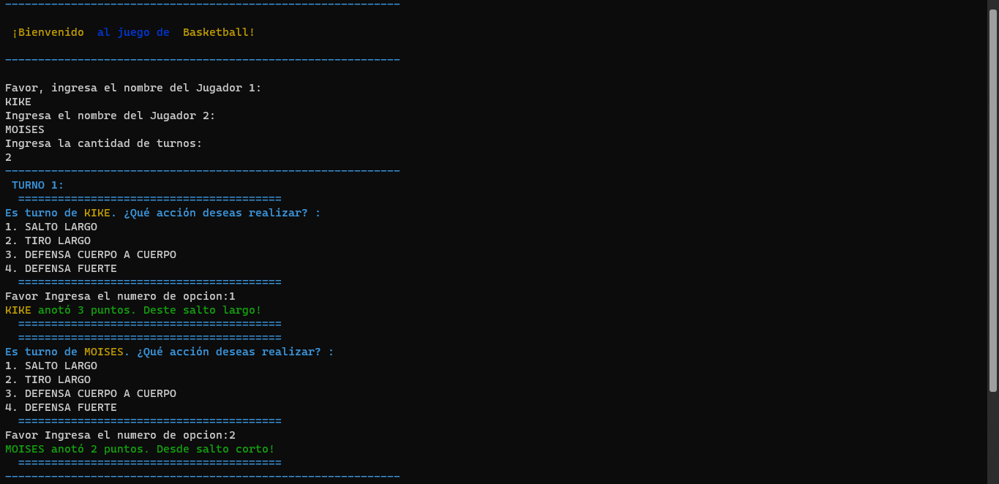 ------------------------------------------------------------
¡Bienvenido  al juego de  Basketball!
------------------------------------------------------------
Favor, ingresa el nombre del Jugador 1:
KIKE
Ingresa el nombre del Jugador 2:
MOISES
Ingresa la cantidad de turnos:
2
------------------------------------------------------------
TURNO 1:
========================================
Es turno de KIKE. ¿Qué acción deseas realizar? :
1. SALTO LARGO
2. TIRO LARGO
3. DEFENSA CUERPO A CUERPO
4. DEFENSA FUERTE
========================================
Favor Ingresa el numero de opcion:1
KIKE anotó 3 puntos. Deste salto largo!
========================================
========================================
Es turno de MOISES. ¿Qué acción deseas realizar? :
1. SALTO LARGO
2. TIRO LARGO
3. DEFENSA CUERPO A CUERPO
4. DEFENSA FUERTE
========================================
Favor Ingresa el numero de opcion:2
MOISES anotó 2 puntos. Desde salto corto!
========================================
------------------------------------------------------------